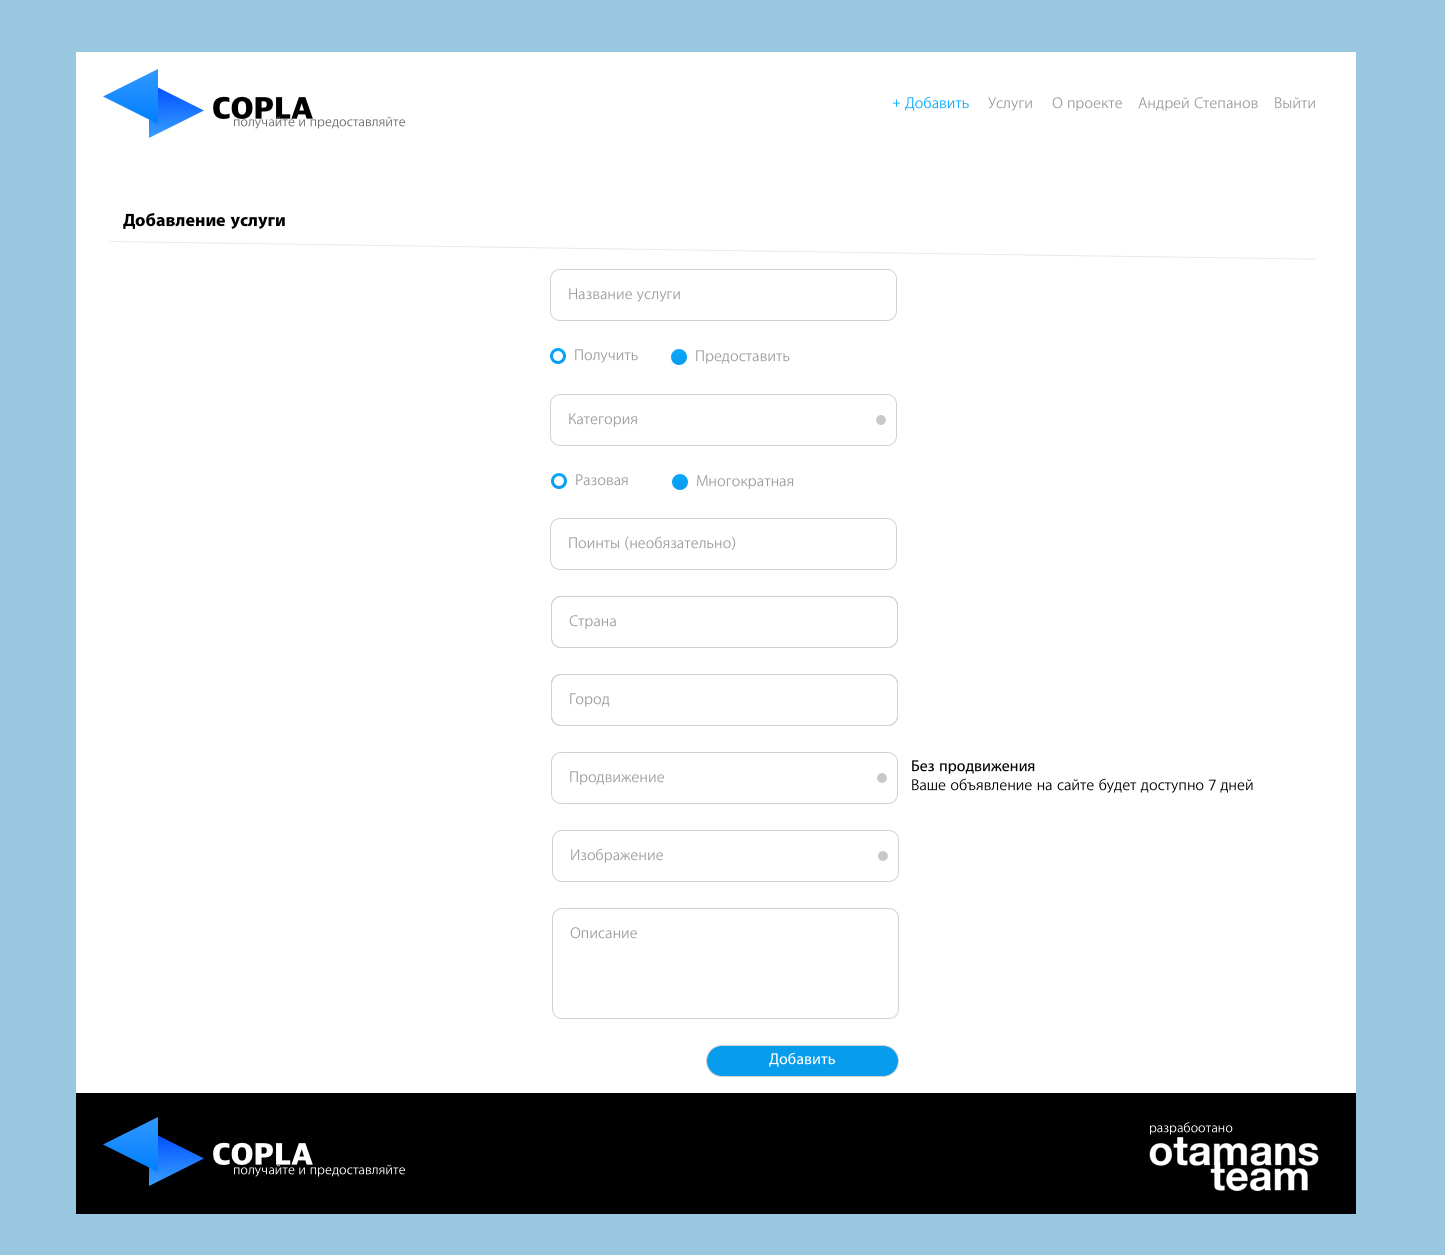 COPLA
получайте и предоставляйте
+ Добавить Услуги О проекте Андрей Степанов Выйти
Добавление услуги
Название услуги
Получить Предоставить
Категория
Разовая Многократная
Поинты (необязательно)
Страна
Город
Продвижение
Без продвижения
Ваше объявление на сайте будет доступно 7 дней
Изображение
Описание
Добавить
COPLA
получайте и предоставляйте
разрабоотано
otamans
team